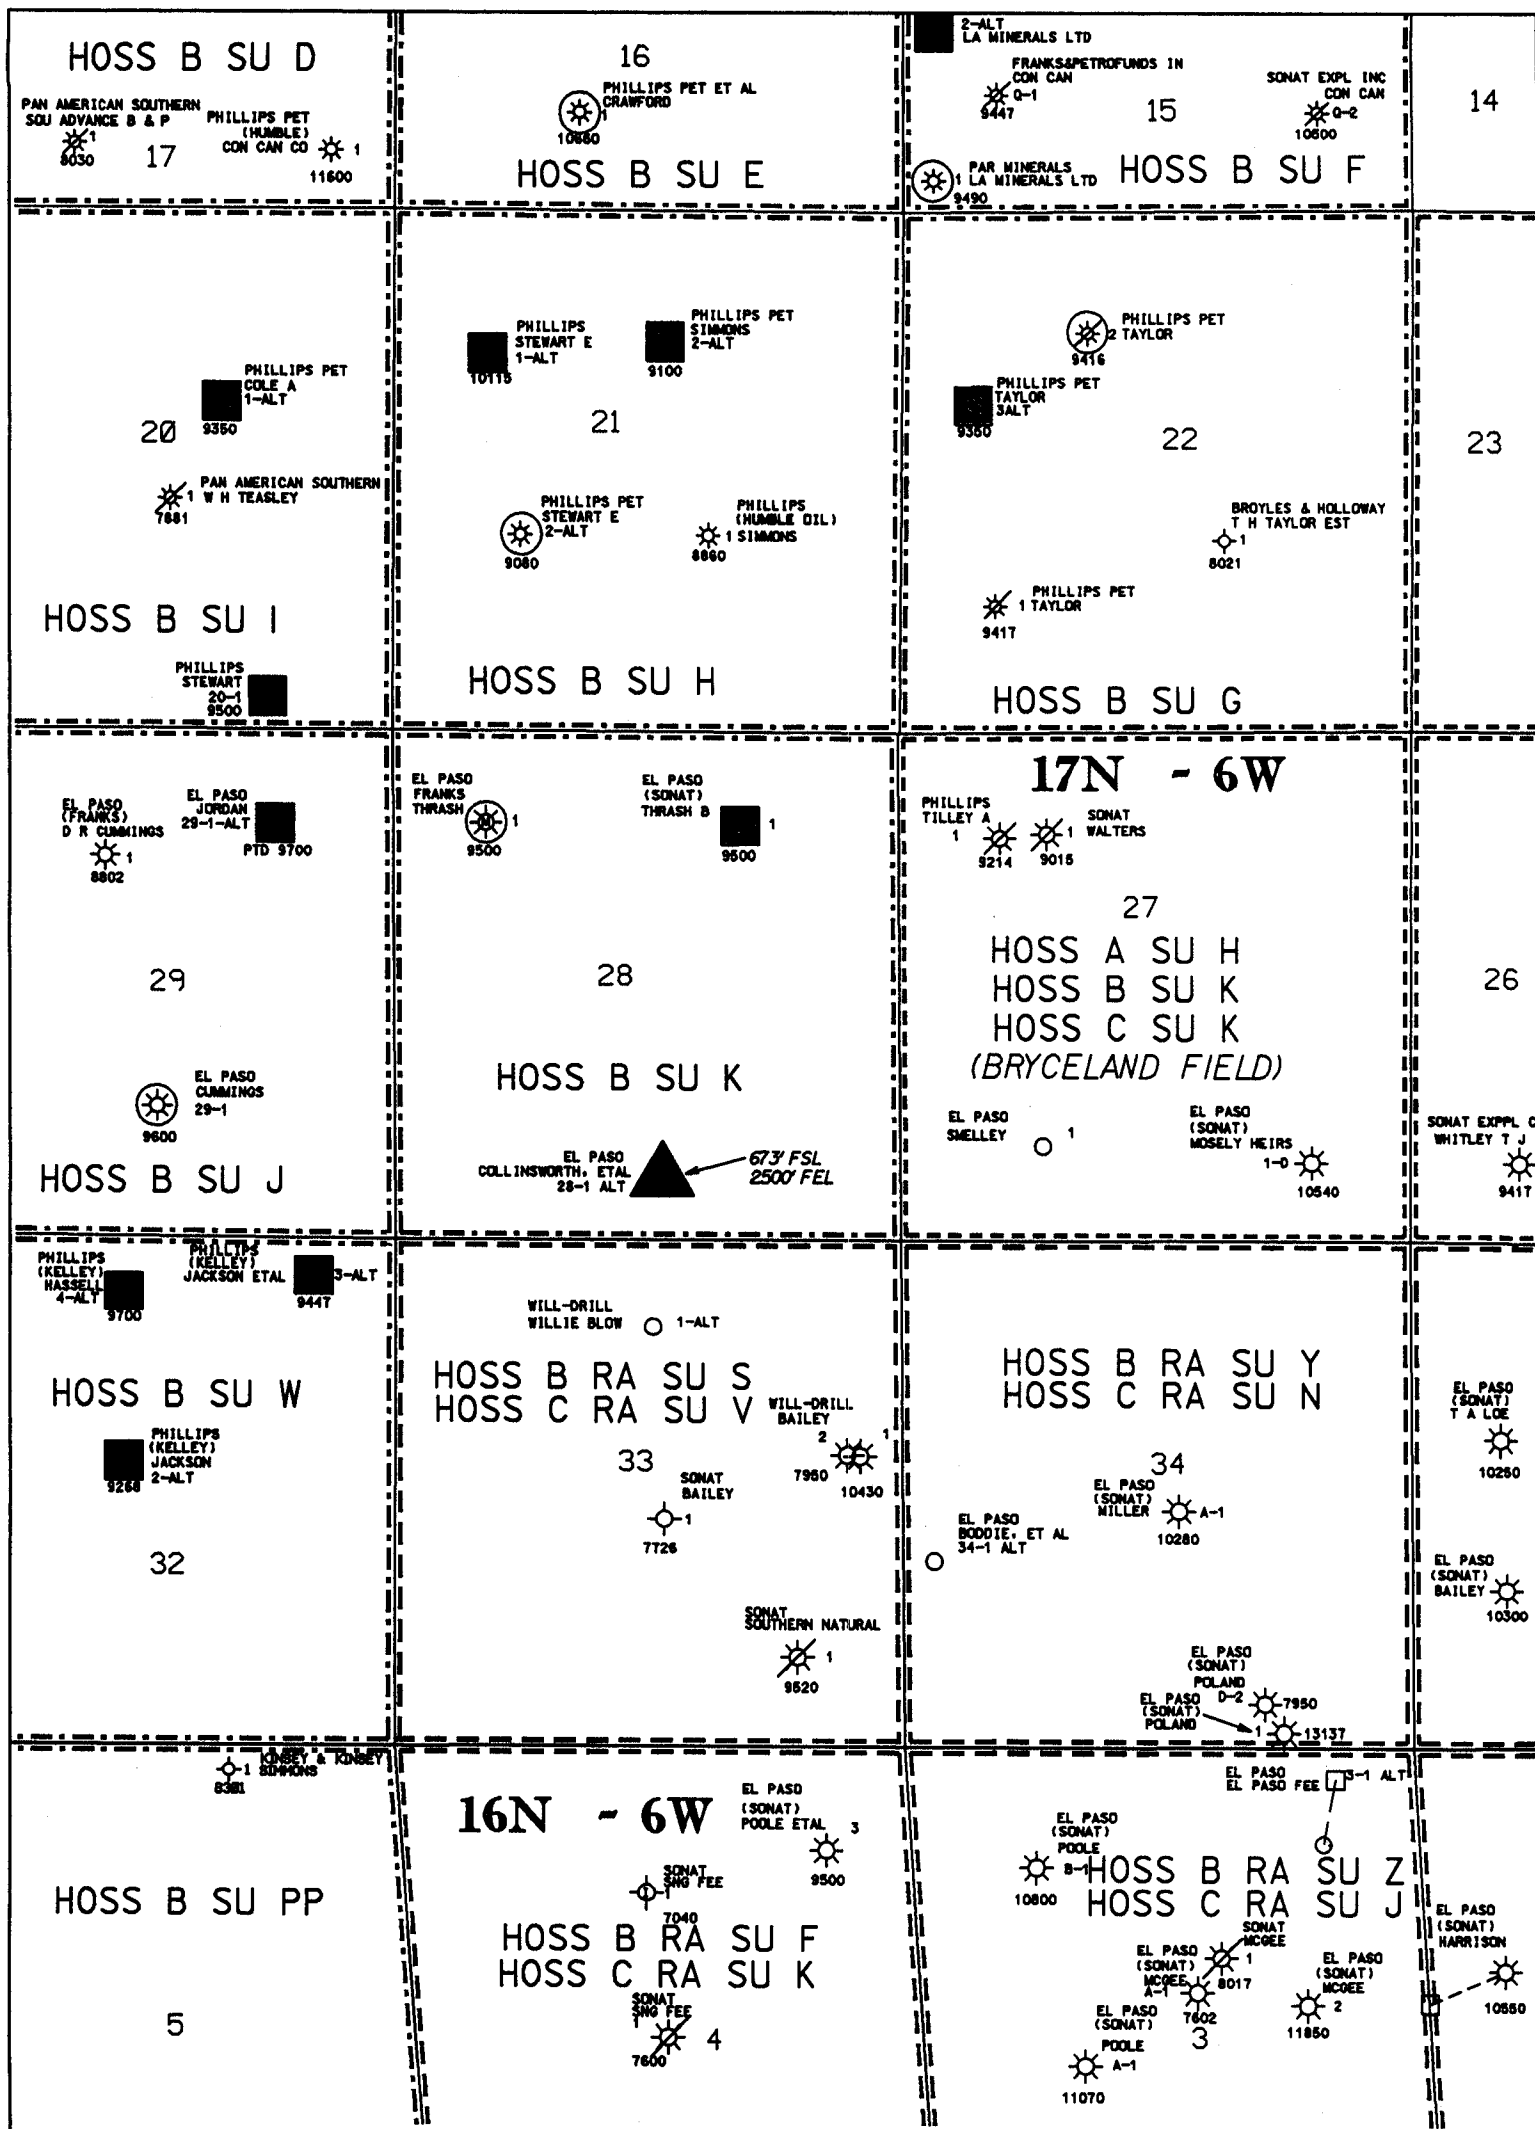 HOSS B SU D
PAN AMERICAN SOUTHERN
SOU ADVANCE B & P
1
8030
17
PHILLIPS PET
(HUMBLE)
CON CAN CO
1
11600
16
PHILLIPS PET ET AL
CRAWFORD
1
HOSS B SU E
2-ALT
LA MINERALS LTD
FRANKS&PETROFUNDS IN
CON CAN
Q-1
9447
15
SONAT EXPL INC
CON CAN
Q-2
10600
PAR MINERALS
1 LA MINERALS LTD
9490
HOSS B SU F
14
PHILLIPS PET
COLE A
1-ALT
9350
20
PAN AMERICAN SOUTHERN
1 W H TEASLEY
7881
HOSS B SU I
PHILLIPS
STEWART
20-1
9500
PHILLIPS
STEWART E
1-ALT
10115
PHILLIPS PET
SIMMONS
2-ALT
9100
21
PHILLIPS PET
STEWART E
2-ALT
9080
PHILLIPS
(HUMBLE OIL)
1 SIMMONS
8860
HOSS B SU H
PHILLIPS PET
2 TAYLOR
9416
PHILLIPS PET
TAYLOR
3ALT
9350
22
BROYLES & HOLLOWAY
T H TAYLOR EST
1
8021
PHILLIPS PET
1 TAYLOR
9417
HOSS B SU G
23
EL PASO
(FRANKS)
D R CUMMINGS
1
8802
EL PASO
JORDAN
29-1-ALT
PTD 9700
29
EL PASO
CUMMINGS
29-1
9600
HOSS B SU J
EL PASO
FRANKS
THRASH
1
9500
EL PASO
(SONAT)
THRASH B
1
9500
28
HOSS B SU K
EL PASO
COLLINSWORTH, ETAL
28-1 ALT
673' FSL
2500' FEL
17N - 6W
PHILLIPS
TILLEY A
1
9214
SONAT
1 WALTERS
9015
27
HOSS A SU H
HOSS B SU K
HOSS C SU K
(BRYCELAND FIELD)
EL PASO
SMELLEY
1
EL PASO
(SONAT)
MOSELY HEIRS
1-D
10540
26
SONAT EXPPL C
WHITLEY T J
9417
PHILLIPS
(KELLEY)
HASSELL
4-ALT
9700
PHILLIPS
(KELLEY)
JACKSON ETAL
3-ALT
9447
HOSS B SU W
PHILLIPS
(KELLEY)
JACKSON
2-ALT
9268
32
WILL-DRILL
WILLIE BLOW
1-ALT
HOSS B RA SU S
HOSS C RA SU V
WILL-DRILL
BAILEY
2
1
7950
10430
33
SONAT
BAILEY
1
7726
SONAT
SOUTHERN NATURAL
1
9520
HOSS B RA SU Y
HOSS C RA SU N
34
EL PASO
(SONAT)
MILLER
A-1
10280
EL PASO
BODDIE, ET AL
34-1 ALT
EL PASO
(SONAT)
POLAND
D-2
7950
EL PASO
(SONAT)
POLAND
1
13137
EL PASO
(SONAT)
T A LOE
10250
EL PASO
(SONAT)
BAILEY
10300
KINSEY & KINSEY
1 SIMMONS
8381
HOSS B SU PP
5
16N - 6W
EL PASO
(SONAT)
POOLE ETAL
3
9500
SONAT
SNG FEE
1
7040
HOSS B RA SU F
HOSS C RA SU K
SONAT
SNG FEE
1
7600
4
EL PASO
EL PASO FEE
3-1 ALT
EL PASO
(SONAT)
POOLE
B-1
10800
HOSS B RA SU Z
HOSS C RA SU J
SONAT
MCGEE
1
8017
EL PASO
(SONAT)
MCGEE
A-1
7602
EL PASO
(SONAT)
MCGEE
2
11850
3
EL PASO
(SONAT)
POOLE
A-1
11070
EL PASO
(SONAT)
HARRISON
10550